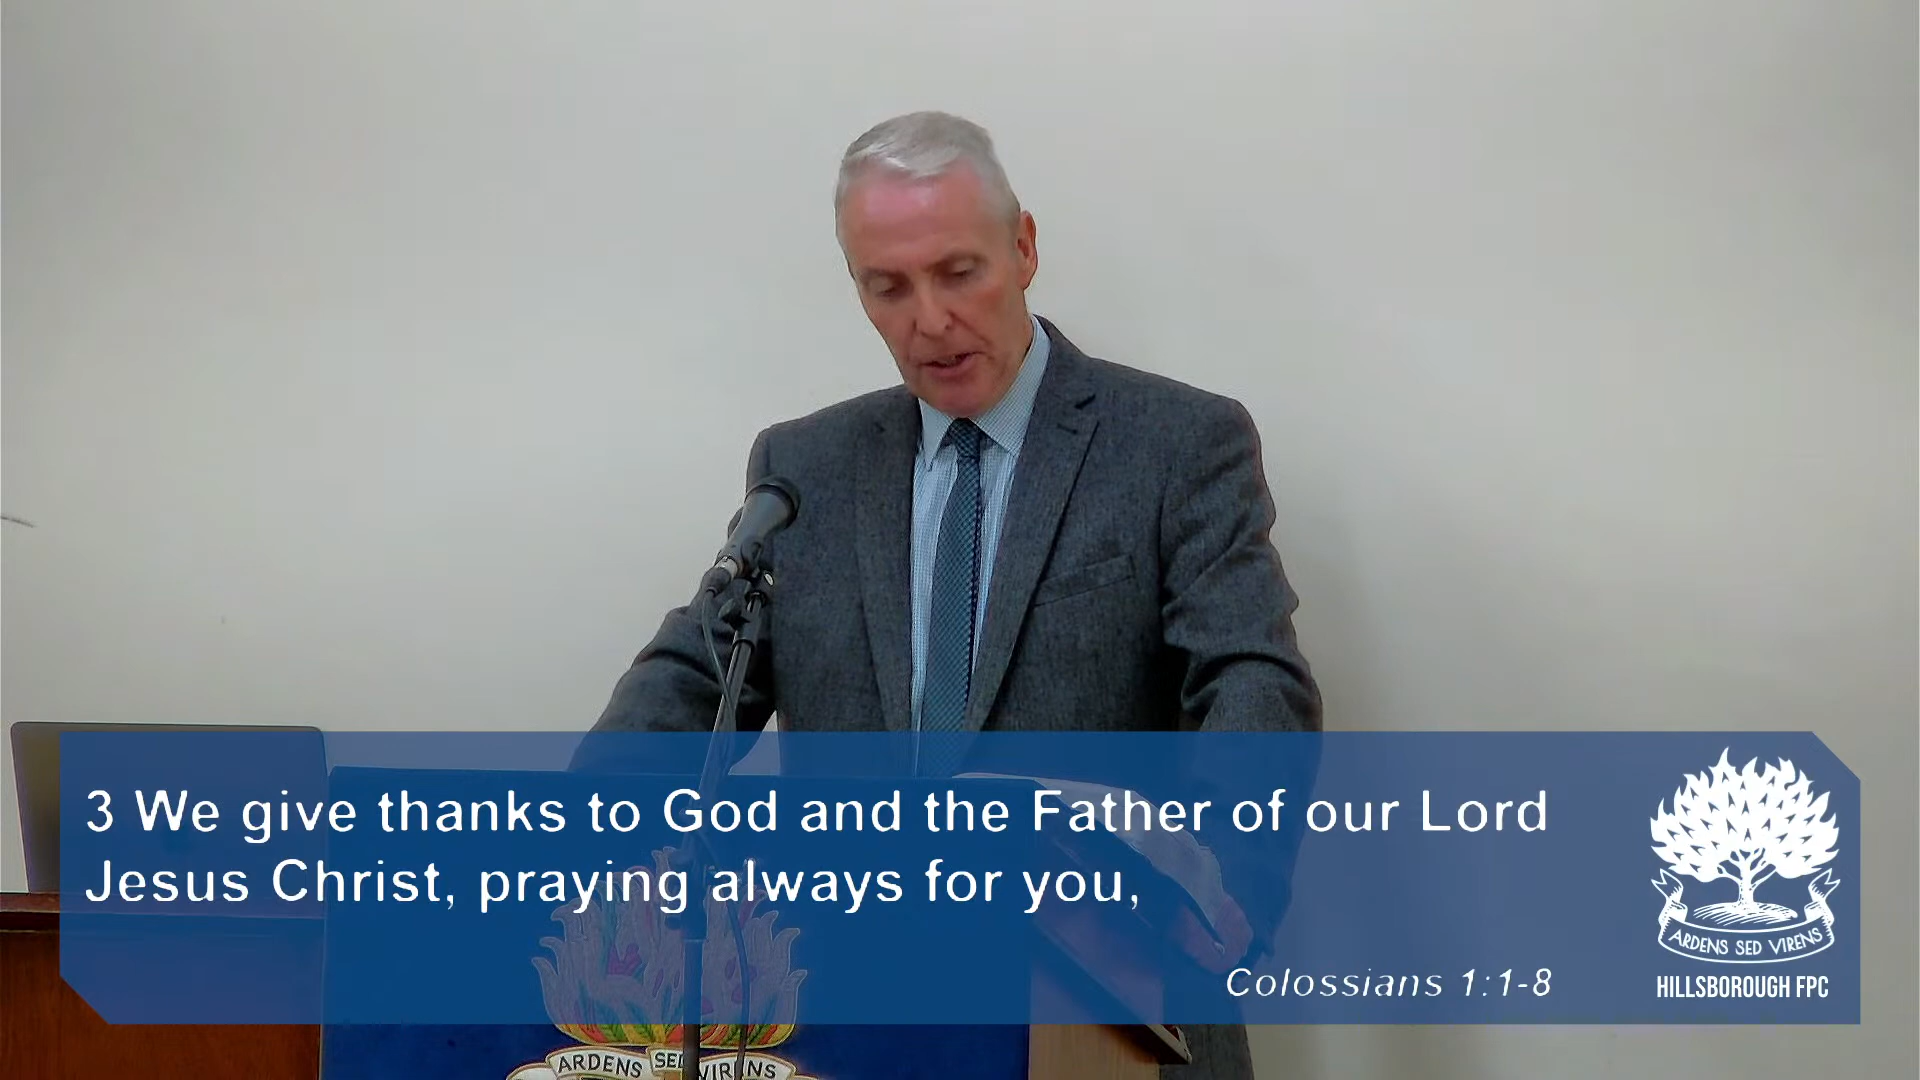 3 We give thanks to God and the Father of our Lord
Jesus Christ, praying always for you,
Colossians 1:1-8
ARDENS SED VIRENS
HILLSBOROUGH FPC
ARDENS SED VIRENS